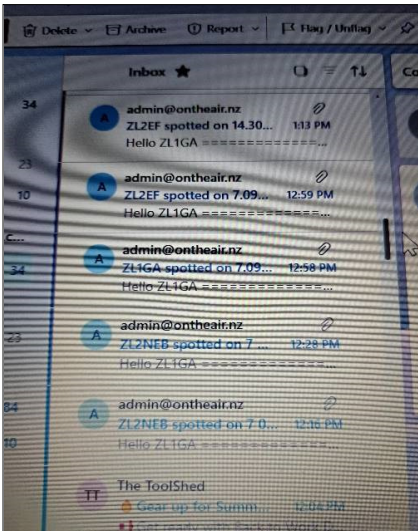 Delete Archive Report Flag / Unflag
Inbox
34
admin@ontheair.nz
ZL2EF spotted on 14.30... 1:13 PM
Hello ZL1GA ==============...
23
admin@ontheair.nz
10
ZL2EF spotted on 7.09... 12:59 PM
Hello ZL1GA ==============...
C...
admin@ontheair.nz
34
ZL1GA spotted on 7.09... 12:58 PM
Hello ZL1GA ==============...
admin@ontheair.nz
23
ZL2NEB spotted on 7 ... 12:28 PM
Hello ZL1GA ==============...
84
admin@ontheair.nz
ZL2NEB spotted on 7 0... 12:16 PM
10
Hello ZL1GA ==============...
The ToolShed
TT
Gear up for Summ... 12:04 PM